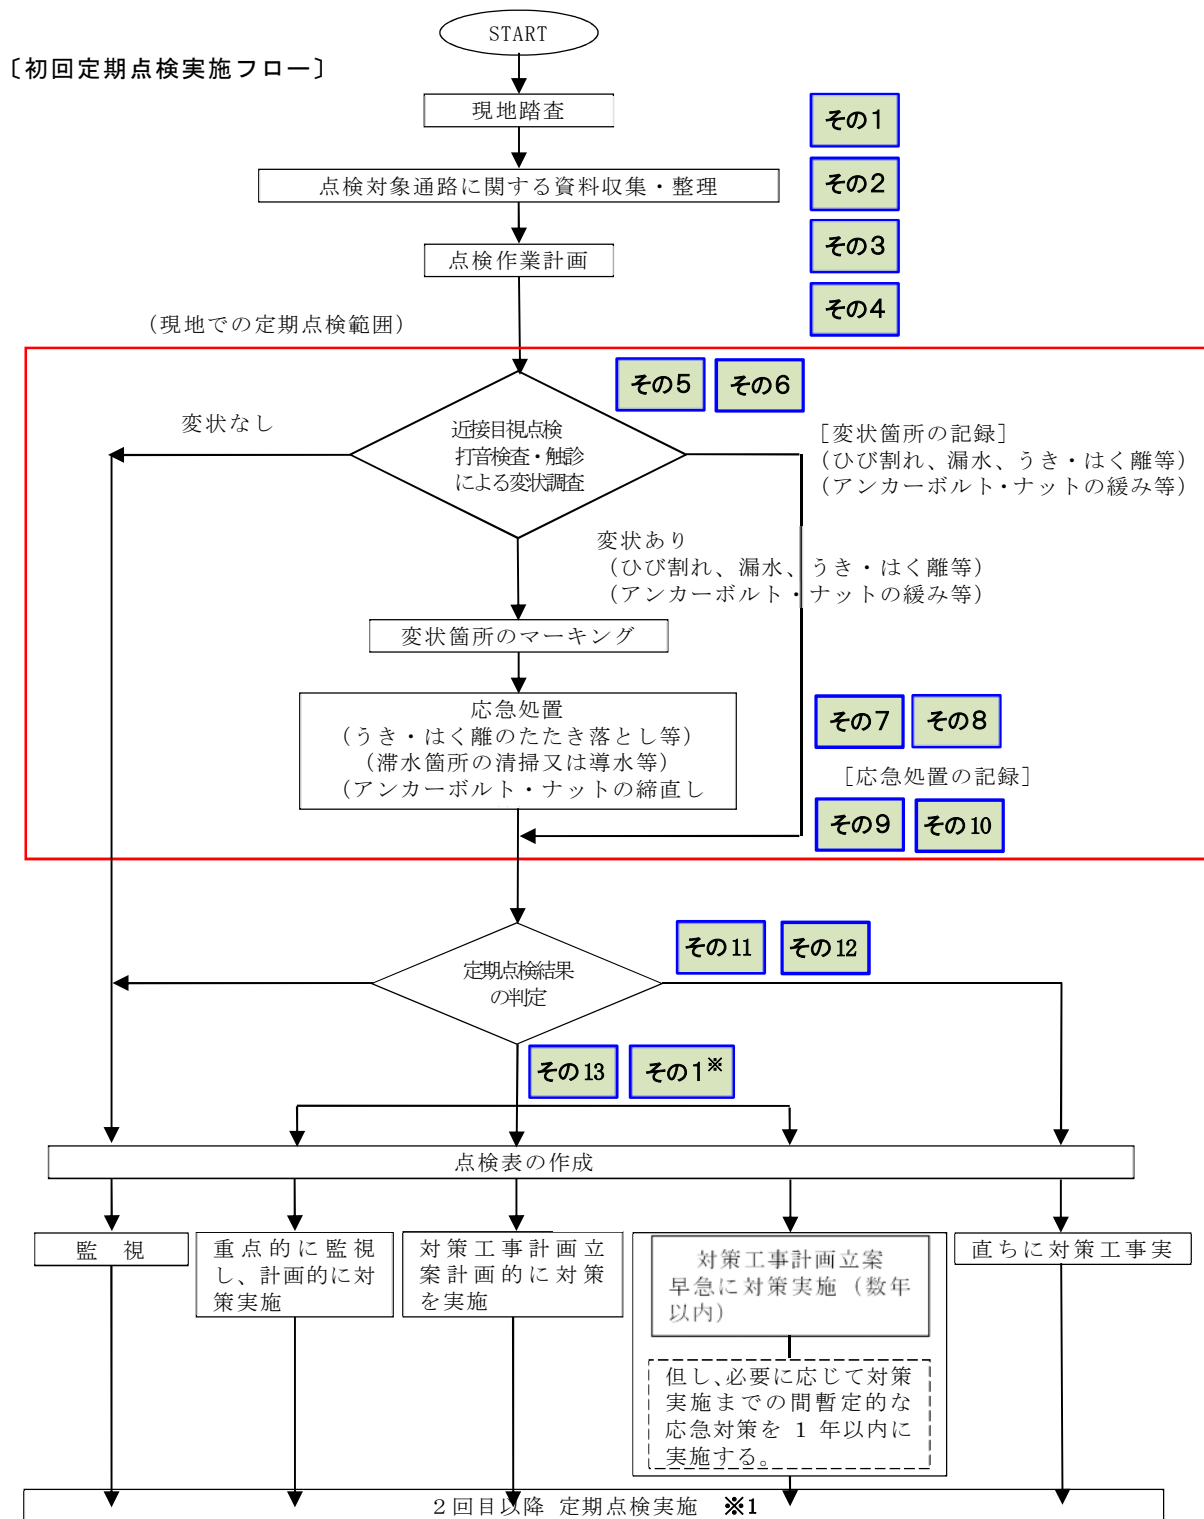 START
〔初回定期点検実施フロー〕
現地踏査
その1
点検対象通路に関する資料収集・整理
その2
点検作業計画
その3
その4
（現地での定期点検範囲）
その5
その6
変状なし
近接目視点検
打音検査・触診
による変状調査
［変状箇所の記録］
（ひび割れ、漏水、うき・はく離等）
（アンカーボルト・ナットの緩み等）
変状あり
（ひび割れ、漏水、うき・はく離等）
（アンカーボルト・ナットの緩み等）
変状箇所のマーキング
応急処置
（うき・はく離のたたき落とし等）
（滞水箇所の清掃又は導水等）
（アンカーボルト・ナットの締直し
その7
その8
［応急処置の記録］
その9
その10
その11
その12
定期点検結果
の判定
その13
その1※
点検表の作成
監　視
重点的に監視
し、計画的に対
策実施
対策工事計画立
案計画的に対策
を実施
対策工事計画立案
早急に対策実施（数年
以内）
但し、必要に応じて対策
実施までの間暫定的な
応急対策を 1 年以内に
実施する。
直ちに対策工事実
2回目以降 定期点検実施　※1